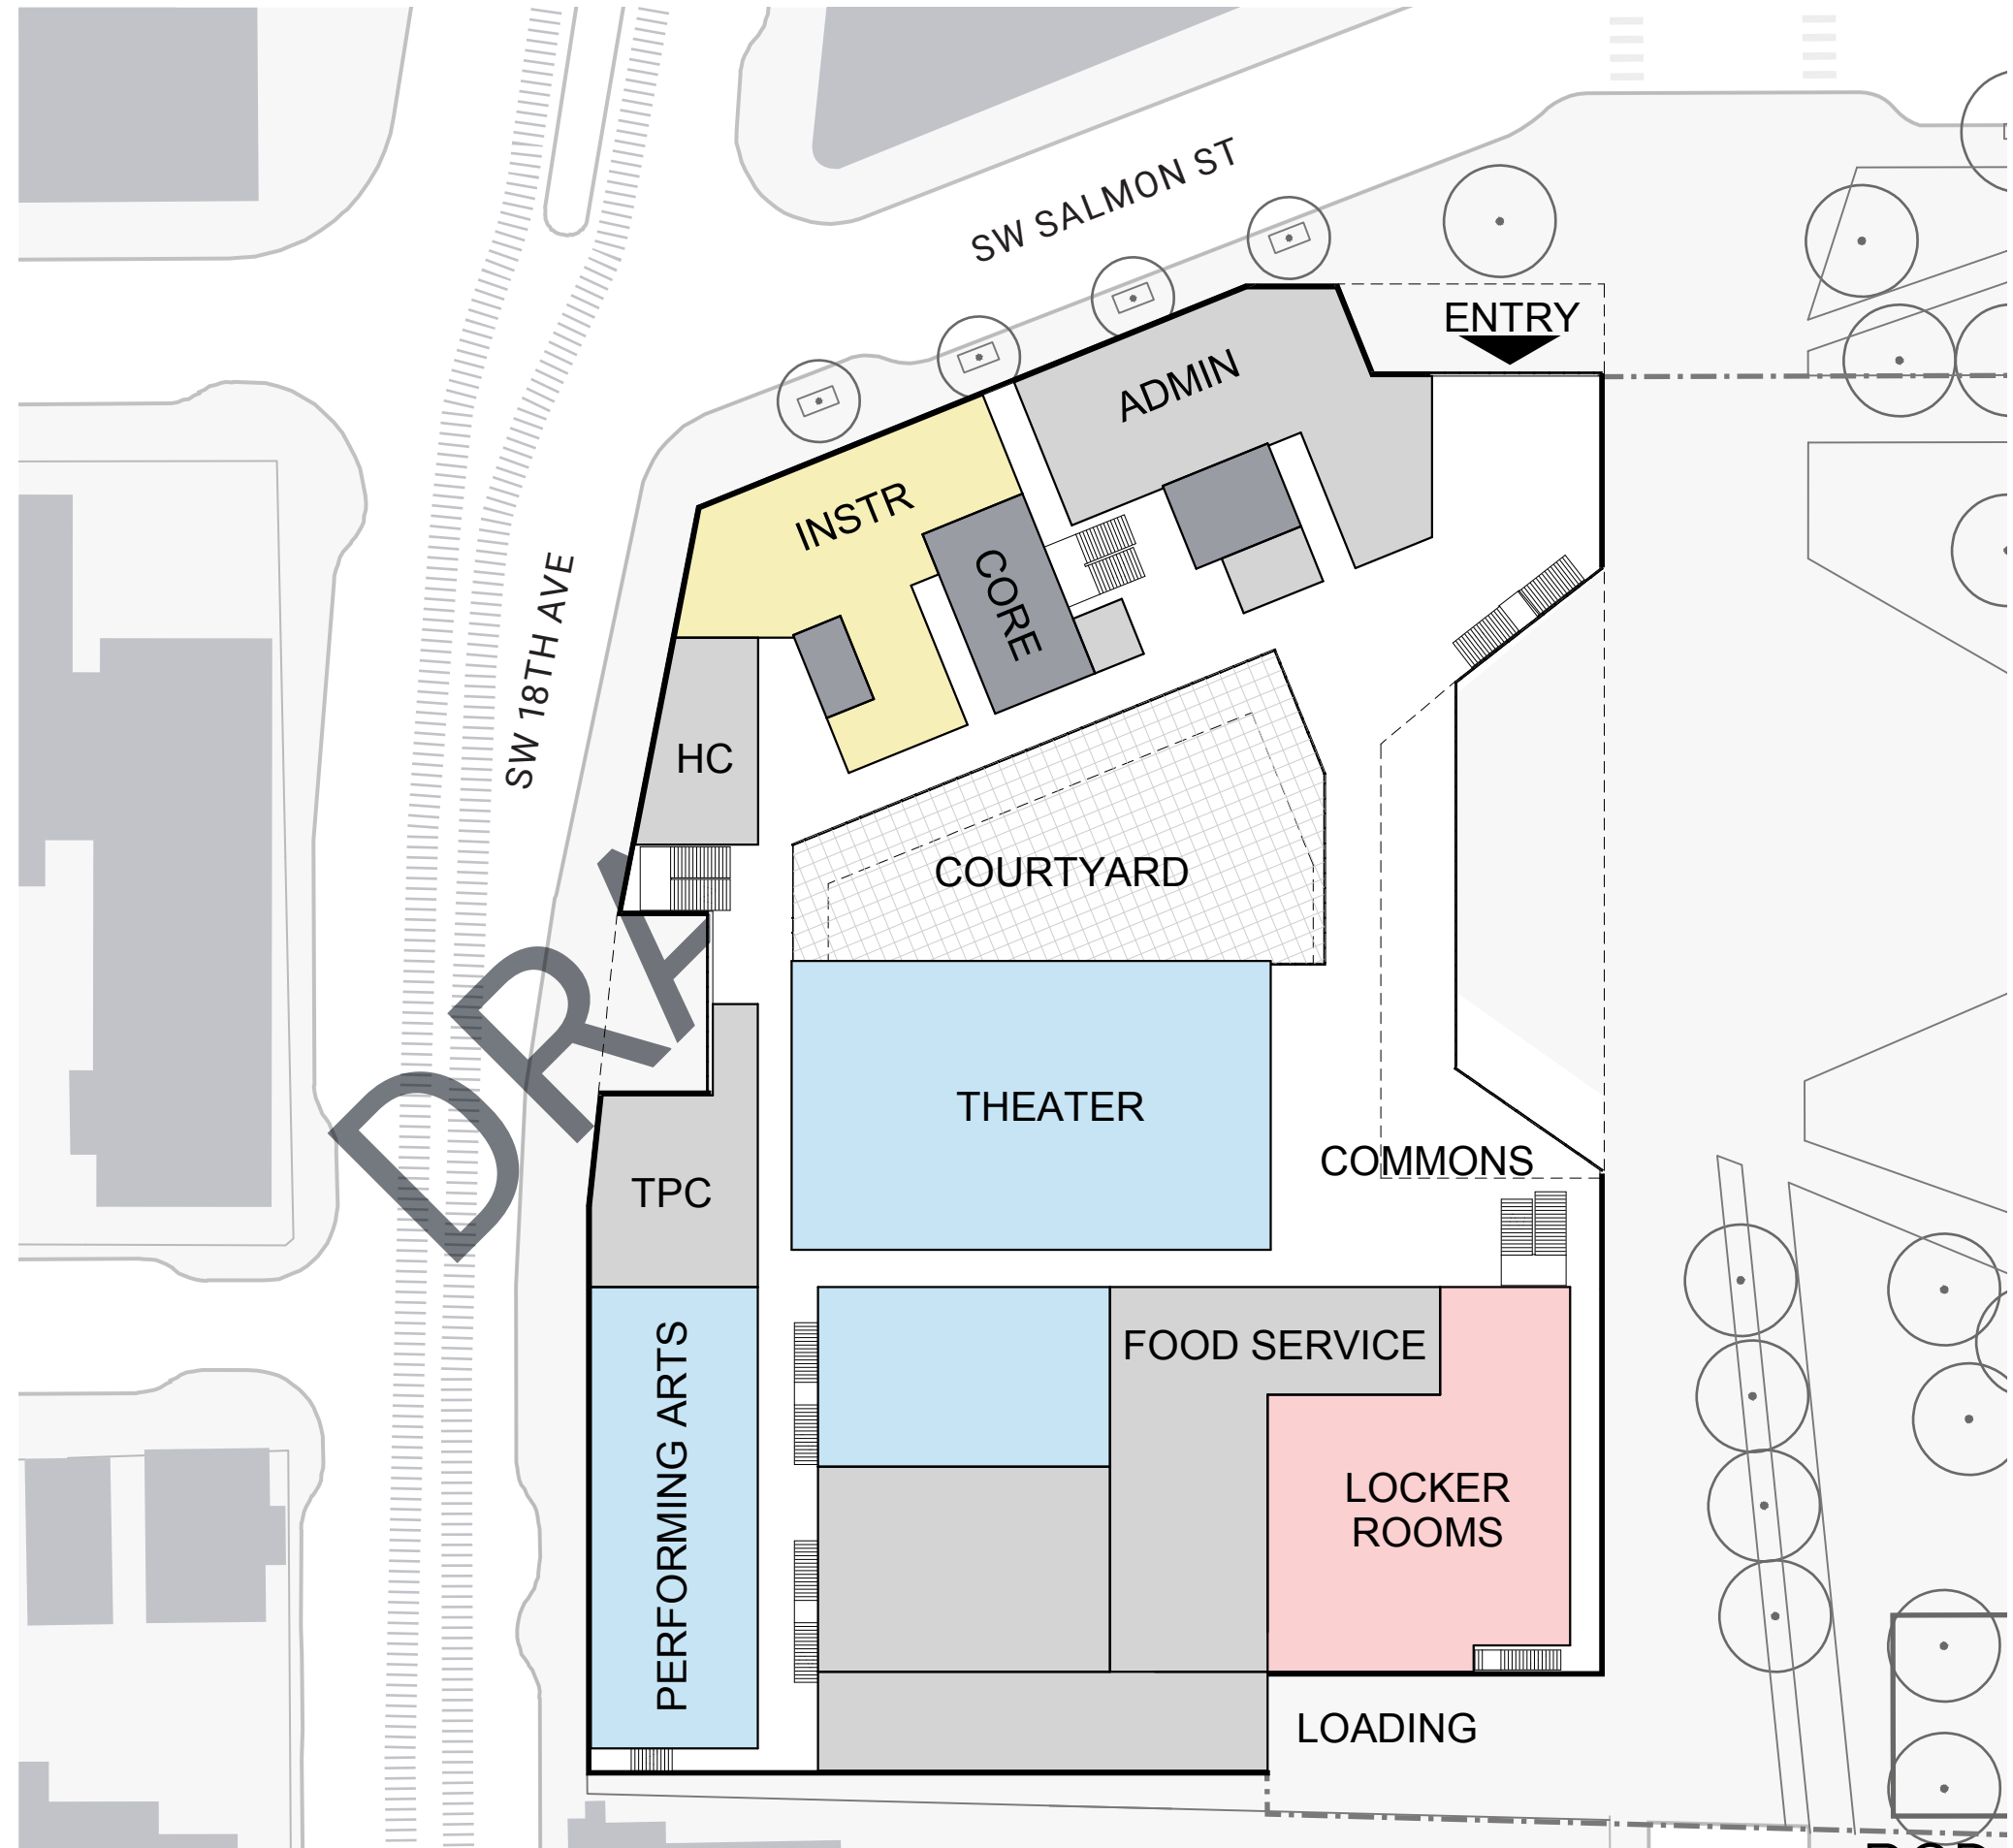 SW SALMON ST
ENTRY
ADMIN
INSTR
CORE
SW 18TH AVE
HC
COURTYARD
DRA
THEATER
COMMONS
TPC
FOOD SERVICE
PERFORMING ARTS
LOCKER
ROOMS
LOADING